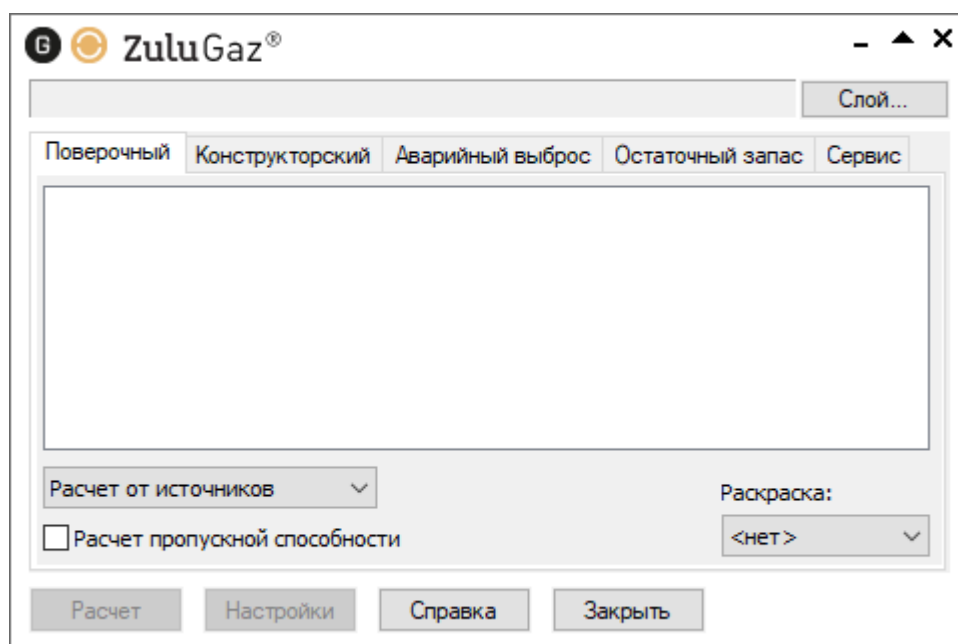 G ZuluGaz®
Слой...
Поверочный Конструкторский Аварийный выброс Остаточный запас Сервис
Расчет от источников
Раскраска:
Расчет пропускной способности
<нет>
Расчет Настройки Справка Закрыть